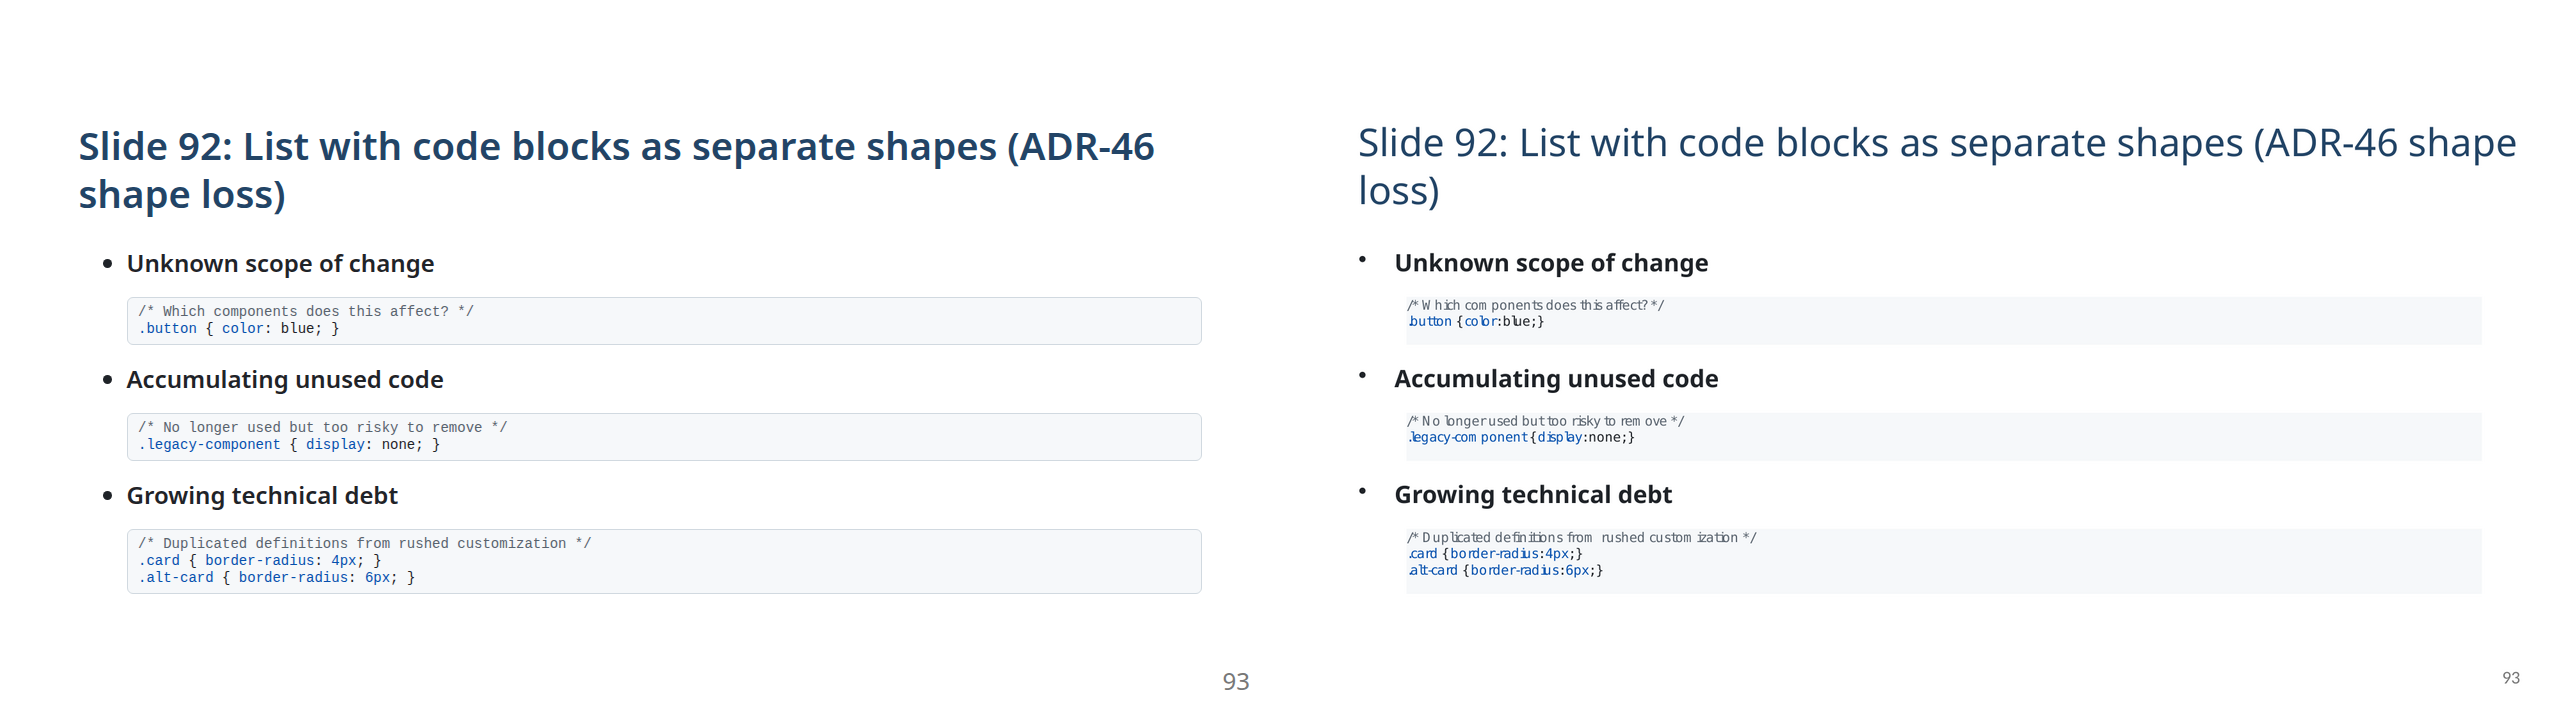 Slide 92: List with code blocks as separate shapes (ADR-46
shape loss)
• Unknown scope of change
/* Which components does this affect? */
.button { color: blue; }
• Accumulating unused code
/* No longer used but too risky to remove */
.legacy-component { display: none; }
• Growing technical debt
/* Duplicated definitions from rushed customization */
.card { border-radius: 4px; }
.alt-card { border-radius: 6px; }
93
Slide 92: List with code blocks as separate shapes (ADR-46 shape
loss)
• Unknown scope of change
/* Which components does this affect? */
.button { color: blue; }
• Accumulating unused code
/* No longer used but too risky to remove */
.legacy-component { display: none; }
• Growing technical debt
/* Duplicated definitions from rushed customization */
.card { border-radius: 4px; }
.alt-card { border-radius: 6px; }
93